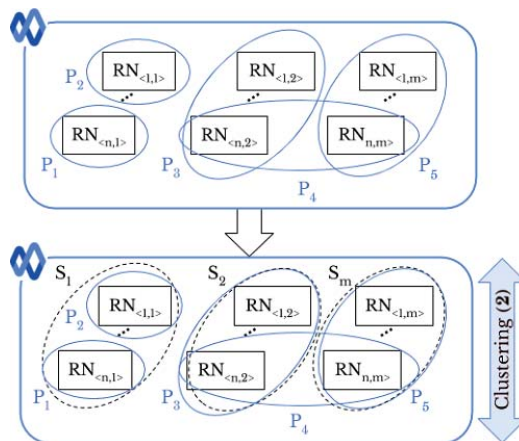 RN<1,1> RN<1,2> RN<1,m>
P2
RN<n,1> RN<n,2> RNn,m>
P1 P3 P4 P5
S1 S2 Sm
RN<1,1> RN<1,2> RN<1,m>
P2
RN<n,1> RN<n,2> RNn,m>
P1 P3 P4 P5
Clustering (2)